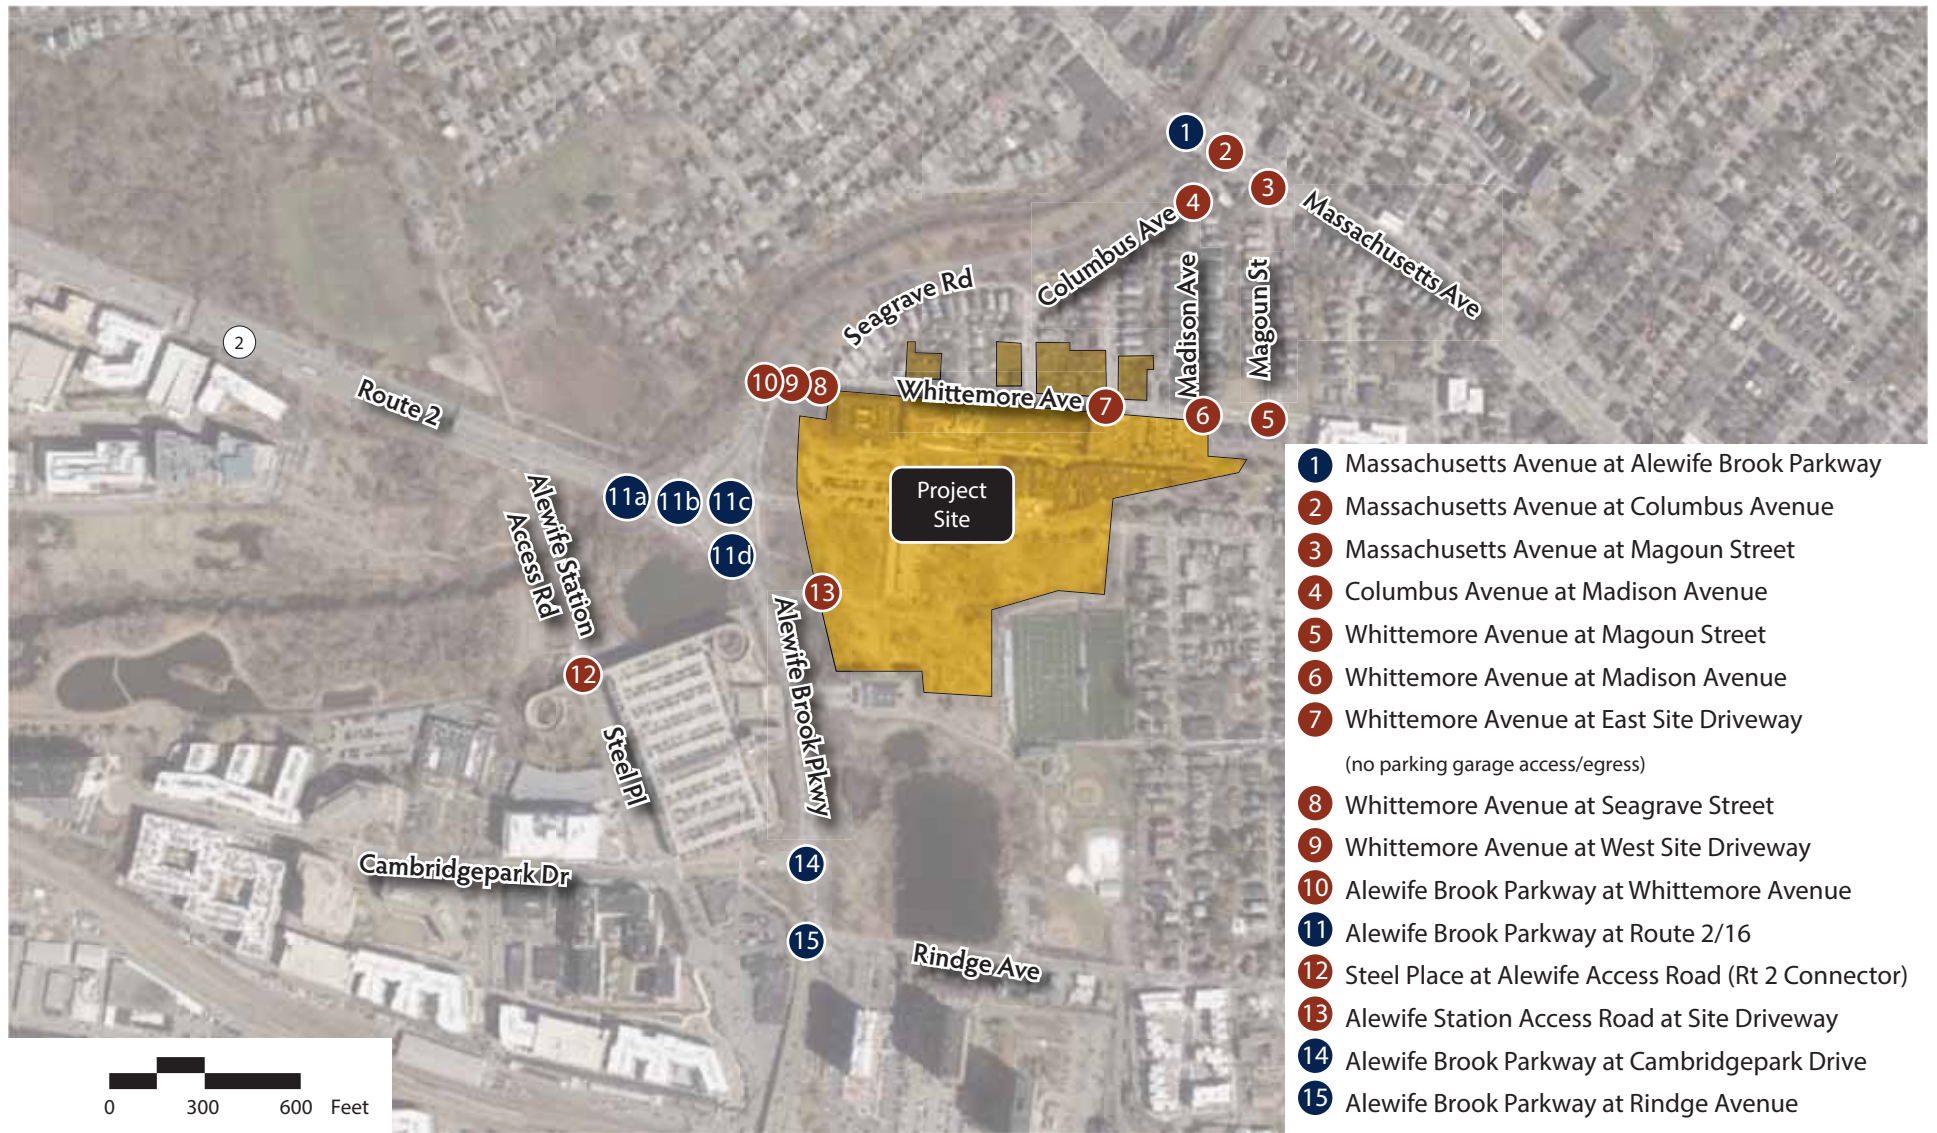 1
2
3
4
Massachusetts Ave
Columbus Ave
Seagrave Rd
Madison Ave
Magoun St
2
Route 2
10
9
8
Whittemore Ave
7
6
5
Project
Site
11a
11b
11c
11d
Alewife Station
Access Rd
13
12
Alewife Brook Pkwy
Steel Pl
Cambridgepark Dr
14
15
Rindge Ave
0 300 600 Feet
1 Massachusetts Avenue at Alewife Brook Parkway
2 Massachusetts Avenue at Columbus Avenue
3 Massachusetts Avenue at Magoun Street
4 Columbus Avenue at Madison Avenue
5 Whittemore Avenue at Magoun Street
6 Whittemore Avenue at Madison Avenue
7 Whittemore Avenue at East Site Driveway
(no parking garage access/egress)
8 Whittemore Avenue at Seagrave Street
9 Whittemore Avenue at West Site Driveway
10 Alewife Brook Parkway at Whittemore Avenue
11 Alewife Brook Parkway at Route 2/16
12 Steel Place at Alewife Access Road (Rt 2 Connector)
13 Alewife Station Access Road at Site Driveway
14 Alewife Brook Parkway at Cambridgepark Drive
15 Alewife Brook Parkway at Rindge Avenue